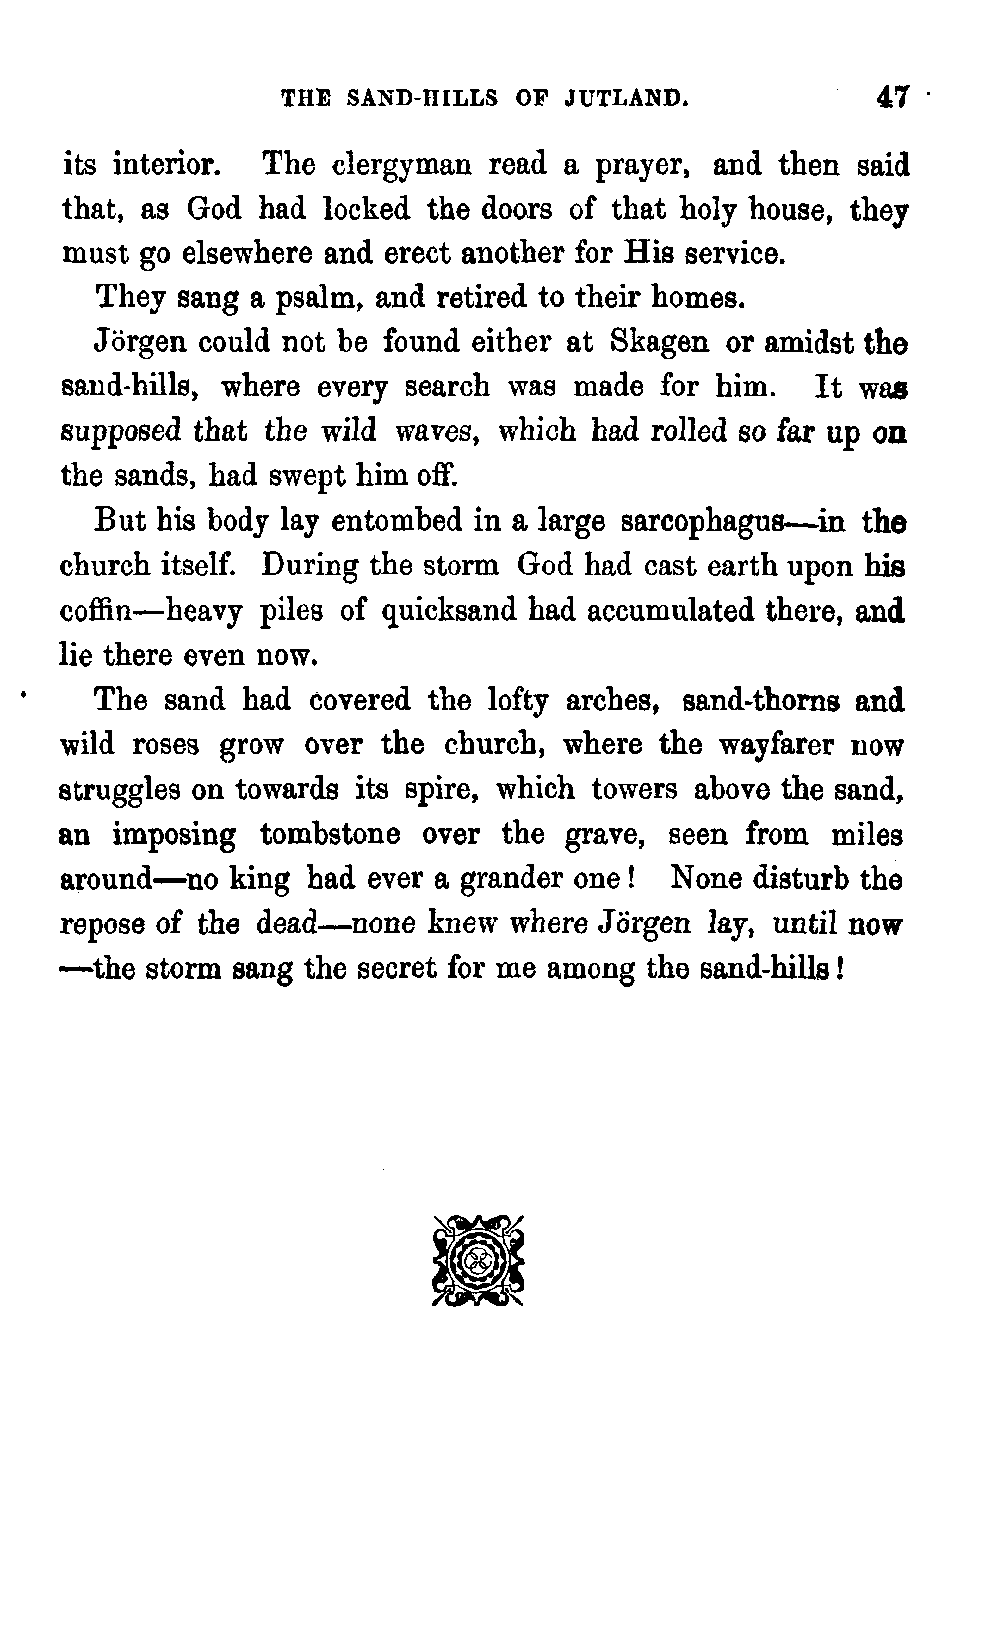 THE SAND-HILLS OF JUTLAND. 47
its interior. The clergyman read a prayer, and then said
that, as God had locked the doors of that holy house, they
must go elsewhere and erect another for His service.
They sang a psalm, and retired to their homes.
Jörgen could not be found either at Skagen or amidst the
sand-hills, where every search was made for him. It was
supposed that the wild waves, which had rolled so far up on
the sands, had swept him off.
But his body lay entombed in a large sarcophagus—in the
church itself. During the storm God had cast earth upon his
coffin—heavy piles of quicksand had accumulated there, and
lie there even now.
The sand had covered the lofty arches, sand-thorns and
wild roses grow over the church, where the wayfarer now
struggles on towards its spire, which towers above the sand,
an imposing tombstone over the grave, seen from miles
around—no king had ever a grander one! None disturb the
repose of the dead—none knew where Jörgen lay, until now
—the storm sang the secret for me among the sand-hills!